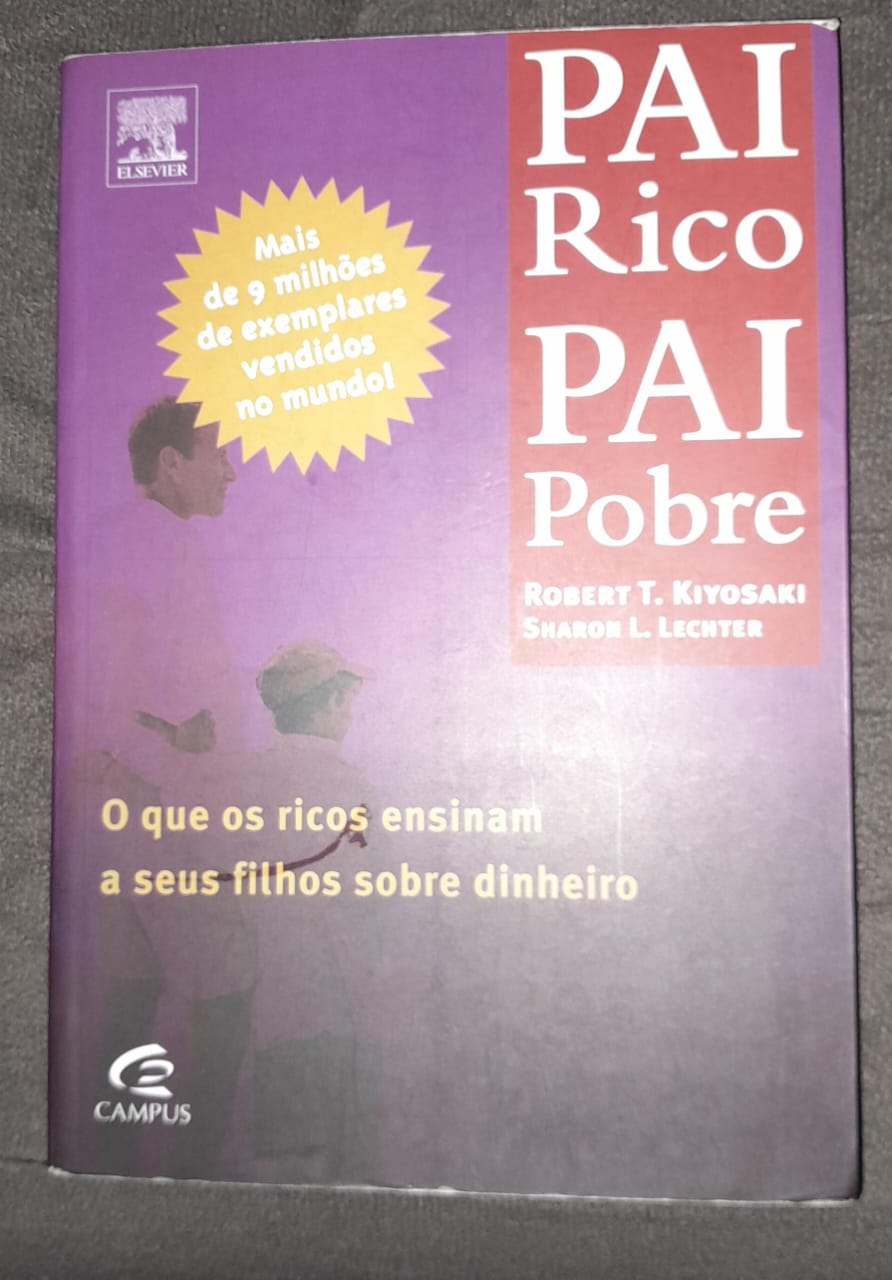 ELSEVIER
Mais
de 9 milhões
de exemplares
vendidos
no mundo!
PAI
Rico
PAI
Pobre
ROBERT T. KIYOSAKI
SHARON L. LECHTER
O que os ricos ensinam
a seus filhos sobre dinheiro
CAMPUS